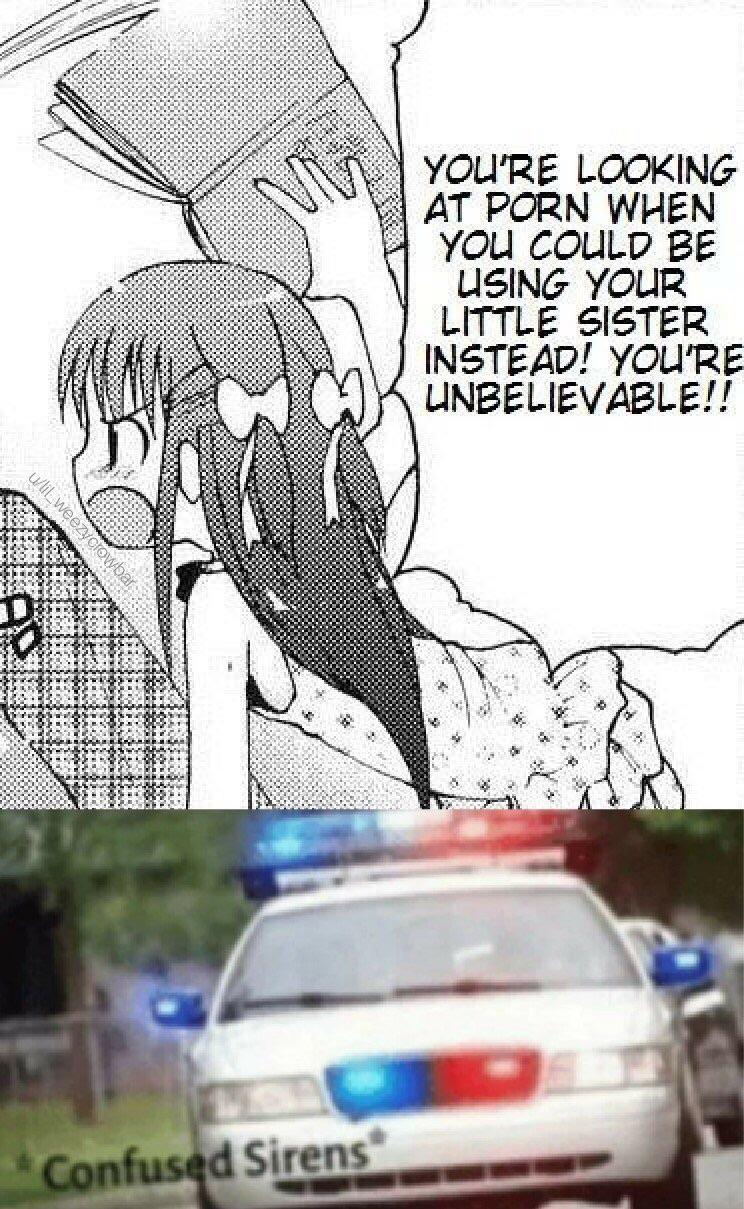 YOU'RE LOOKING
AT PORN WHEN
YOU COULD BE
USING YOUR
LITTLE SISTER
INSTEAD! YOU'RE
UNBELIEVABLE!!
u/lil_weezyclowbar
*Confused Sirens*